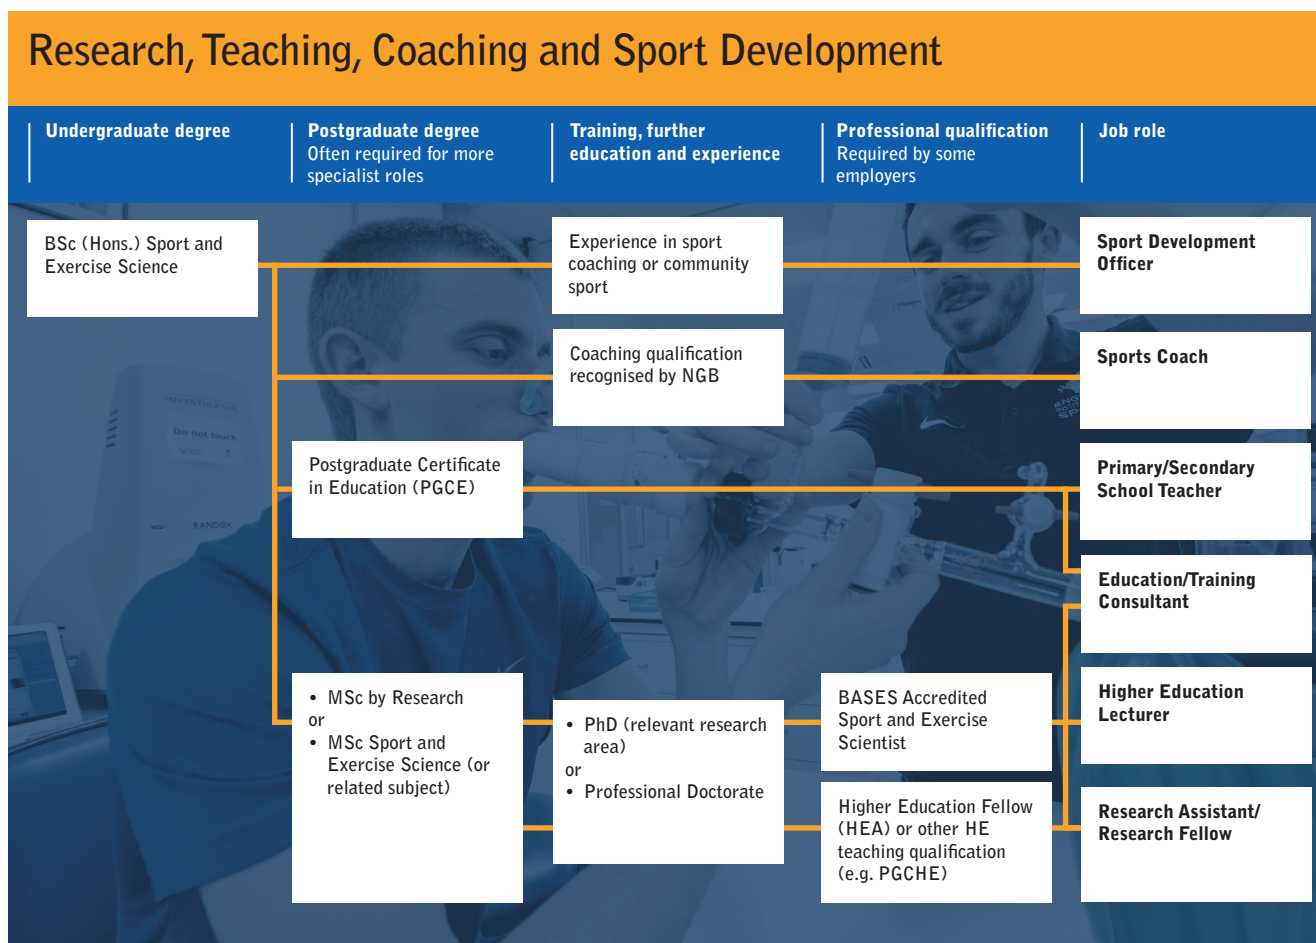 Research, Teaching, Coaching and Sport Development
Undergraduate degree
Postgraduate degree
Often required for more
specialist roles
Training, further
education and experience
Professional qualification
Required by some
employers
Job role
BSc (Hons.) Sport and
Exercise Science
Experience in sport
coaching or community
sport
Sport Development
Officer
Coaching qualification
recognised by NGB
Sports Coach
Postgraduate Certificate
in Education (PGCE)
Primary/Secondary
School Teacher
Education/Training
Consultant
• MSc by Research
or
• MSc Sport and
Exercise Science (or
related subject)
• PhD (relevant research
area)
or
• Professional Doctorate
BASES Accredited
Sport and Exercise
Scientist
Higher Education Fellow
(HEA) or other HE
teaching qualification
(e.g. PGCHE)
Higher Education
Lecturer
Research Assistant/
Research Fellow
INVESTIGATOR
Do not touch
RANDOX